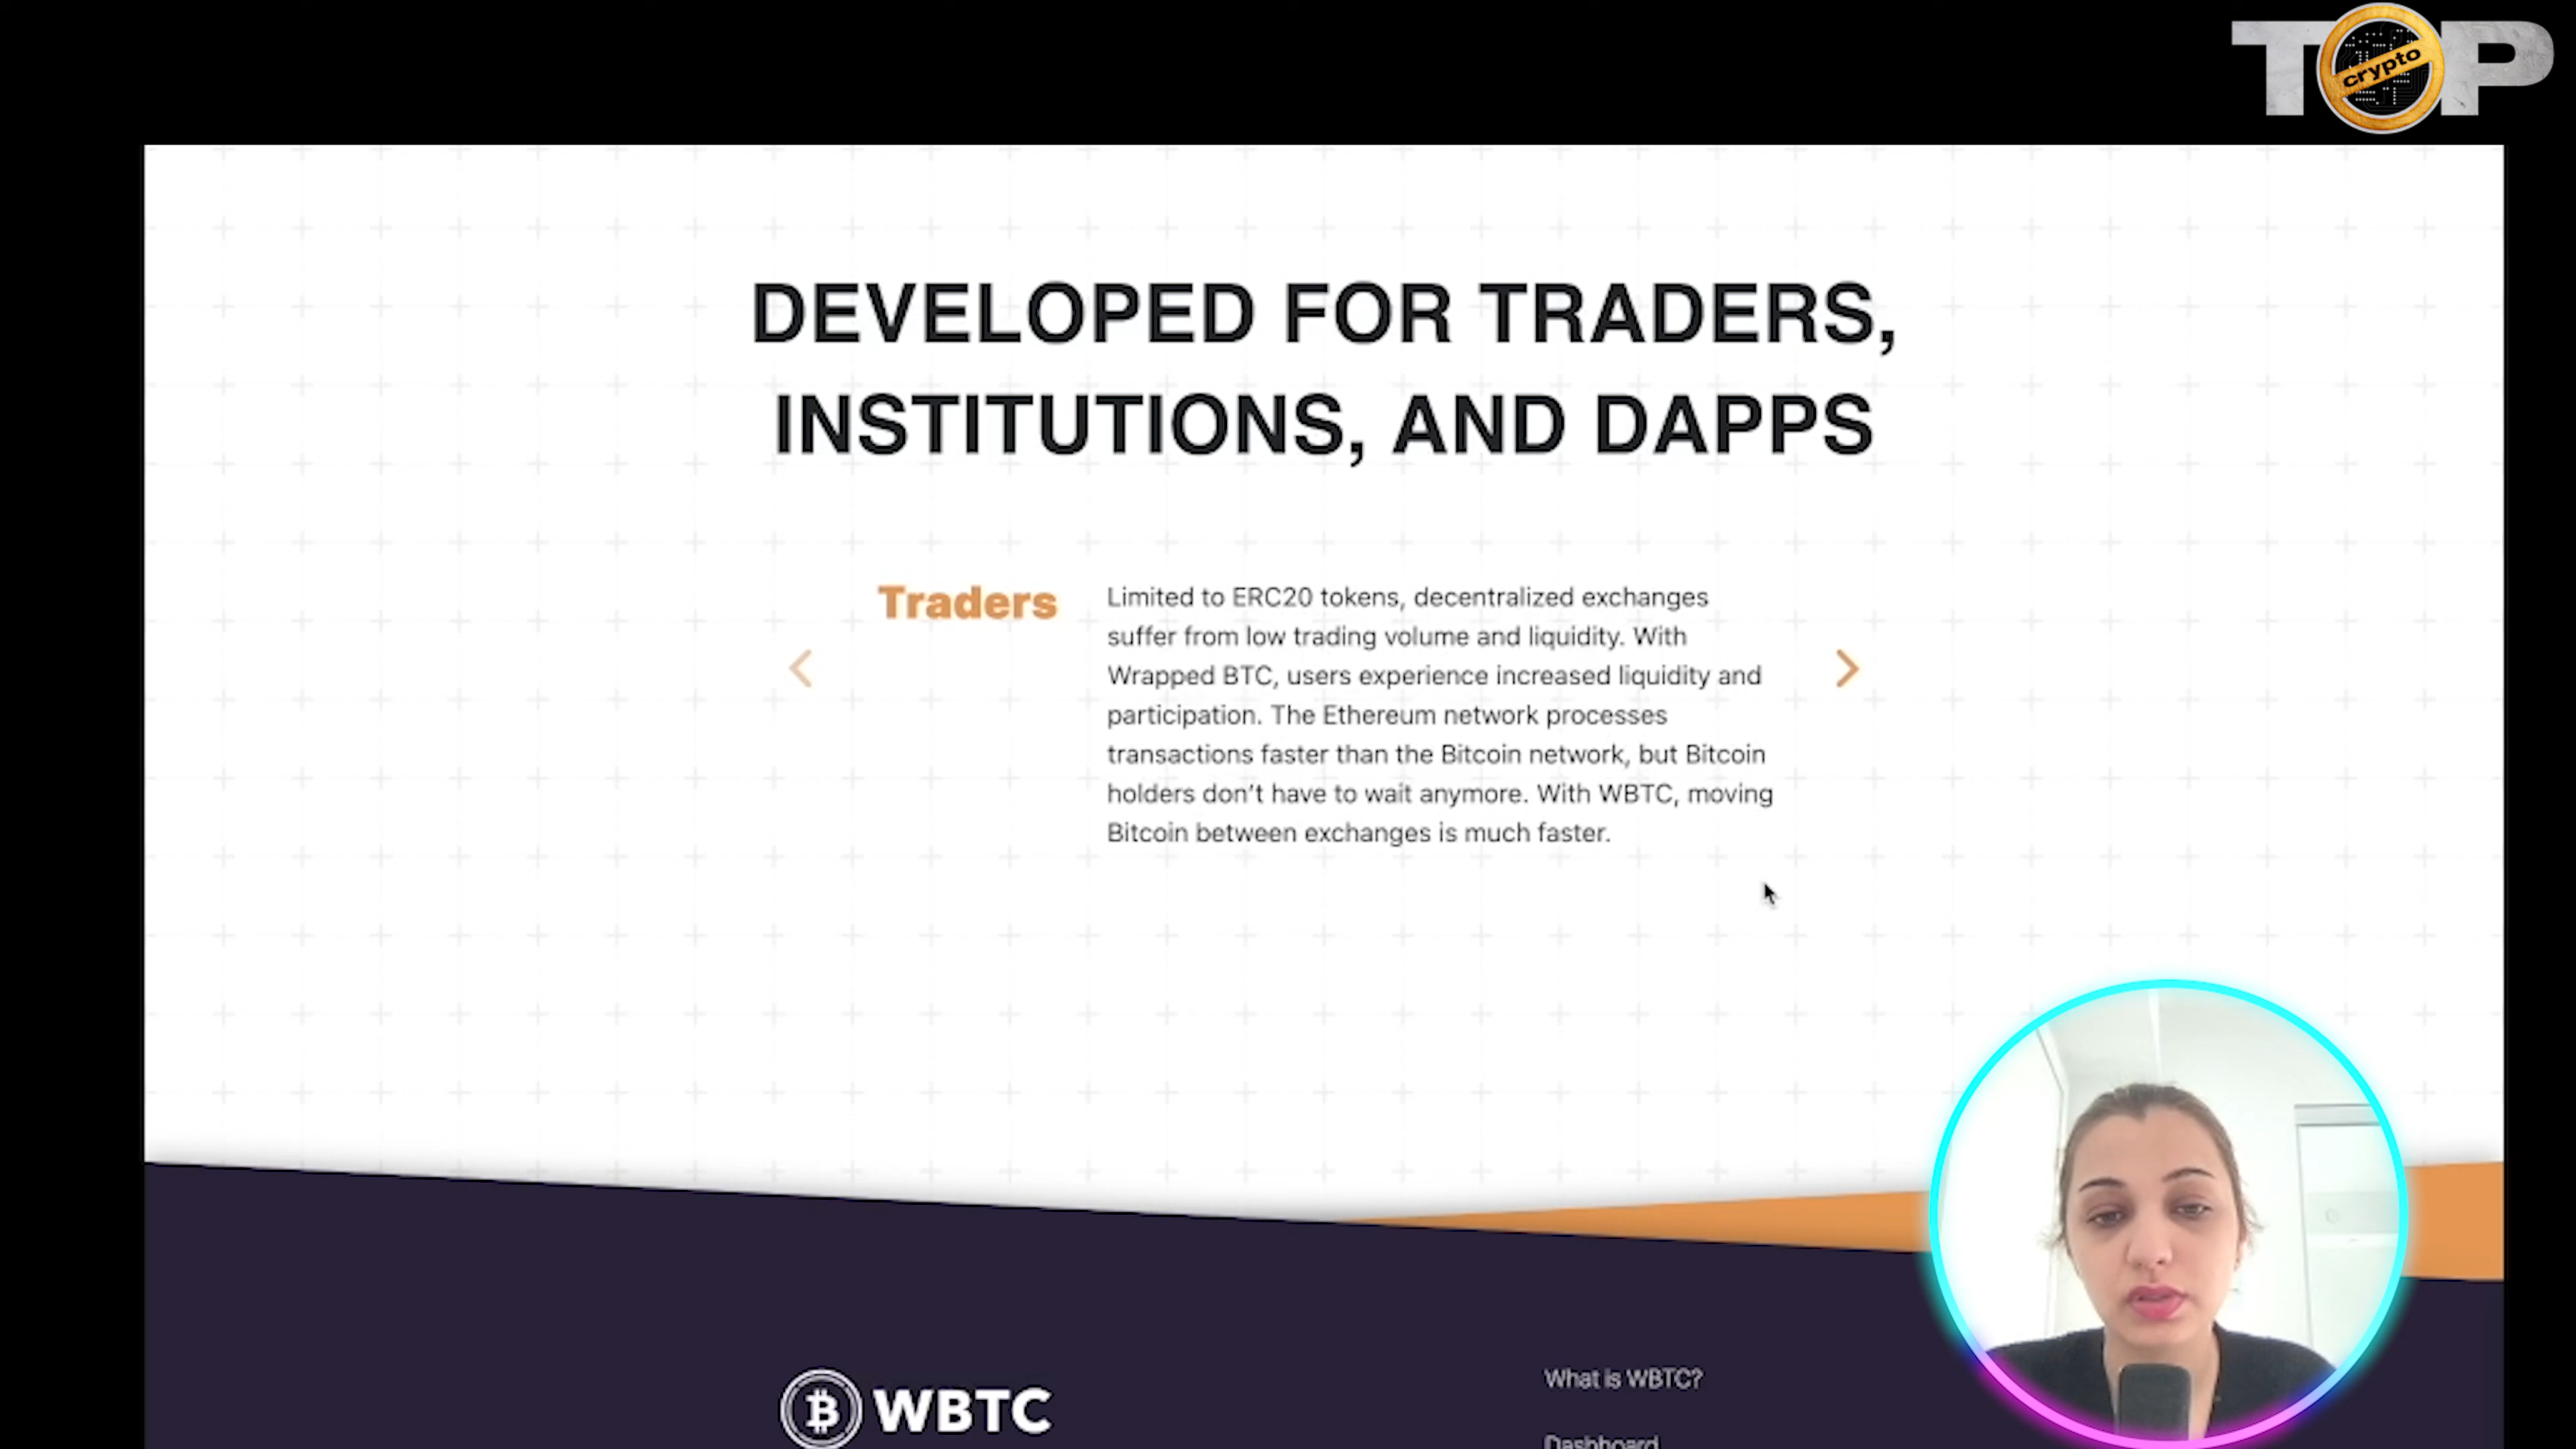 TOP
crypto
DEVELOPED FOR TRADERS,
INSTITUTIONS, AND DAPPS
Traders
Limited to ERC20 tokens, decentralized exchanges
suffer from low trading volume and liquidity. With
Wrapped BTC, users experience increased liquidity and
participation. The Ethereum network processes
transactions faster than the Bitcoin network, but Bitcoin
holders don’t have to wait anymore. With WBTC, moving
Bitcoin between exchanges is much faster.
WBTC
What is WBTC?
Dashboard